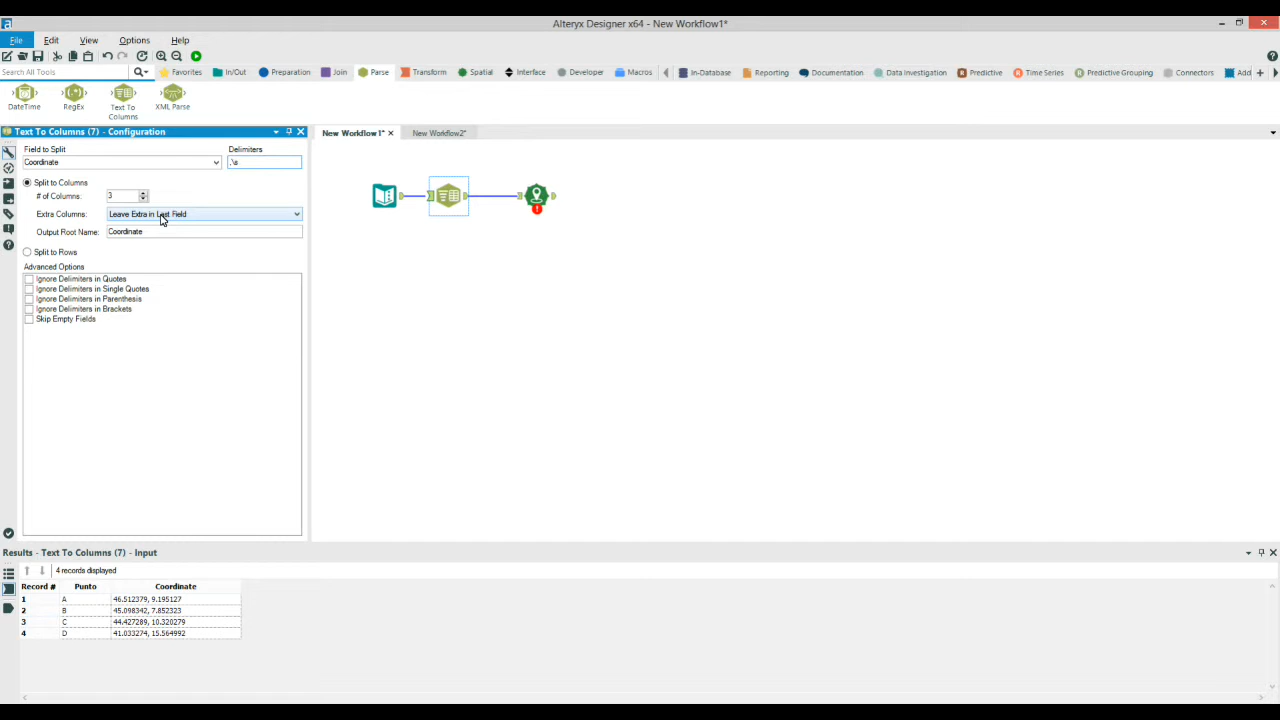 Alteryx Designer x64 - New Workflow1*
File Edit View Options Help
Search All Tools Favorites In/Out Preparation Join Parse Transform Spatial Interface Developer Macros In-Database Reporting Documentation Data Investigation Predictive Time Series Predictive Grouping Connectors Add
DateTime RegEx Text To Columns XML Parse
Text To Columns (7) - Configuration
New Workflow1* New Workflow2*
Field to Split Delimiters
Coordinate ,\s
Split to Columns
# of Columns: 3
Extra Columns: Leave Extra in Last Field
Output Root Name: Coordinate
Split to Rows
Advanced Options
Ignore Delimiters in Quotes
Ignore Delimiters in Single Quotes
Ignore Delimiters in Parenthesis
Ignore Delimiters in Brackets
Skip Empty Fields
Results - Text To Columns (7) - Input
4 records displayed
Record # Punto Coordinate
1 A 46.512379, 9.195127
2 B 45.098342, 7.852323
3 C 44.427289, 10.320279
4 D 41.033274, 15.564992